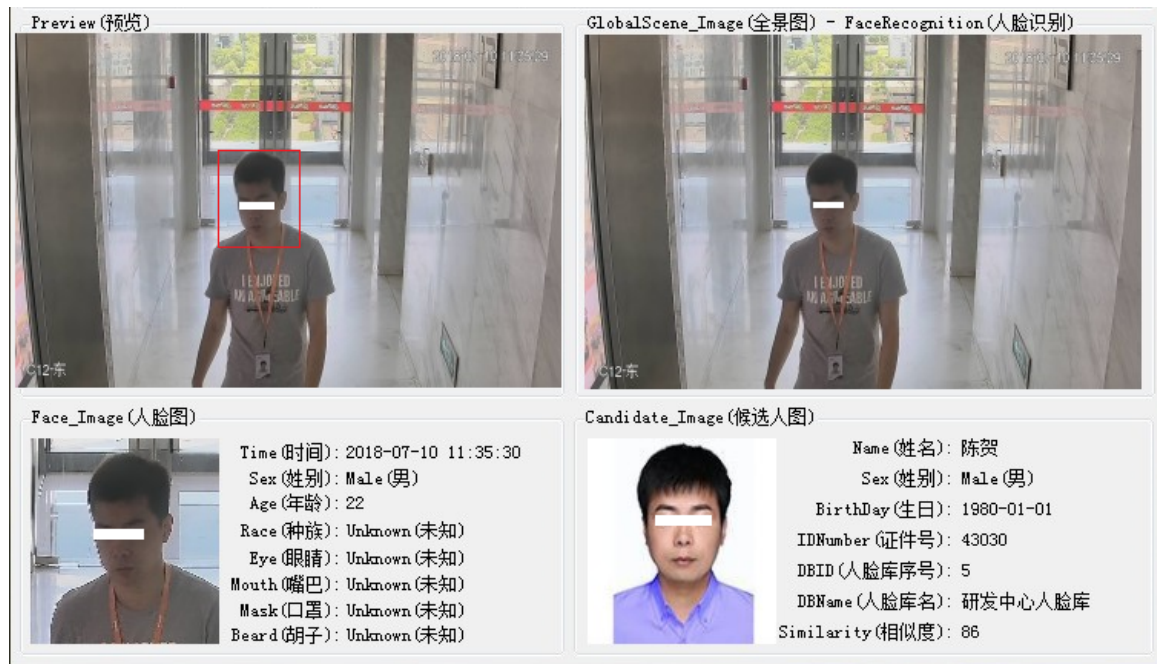 Preview(预览)
GlobalScene_Image(全景图) - FaceRecognition(人脸识别)
I ENJOYED
C12-东
I ENJOYED
C12-东
Face_Image(人脸图)
Time(时间): 2018-07-10 11:35:30
Sex(姓别): Male(男)
Age(年龄): 22
Race(种族): Unknown(未知)
Eye(眼睛): Unknown(未知)
Mouth(嘴巴): Unknown(未知)
Mask(口罩): Unknown(未知)
Beard(胡子): Unknown(未知)
Candidate_Image(候选人图)
Name(姓名): 陈贺
Sex(姓别): Male(男)
BirthDay(生日): 1980-01-01
IDNumber(证件号): 43030
DBID(人脸库序号): 5
DBName(人脸库名): 研发中心人脸库
Similarity(相似度): 86